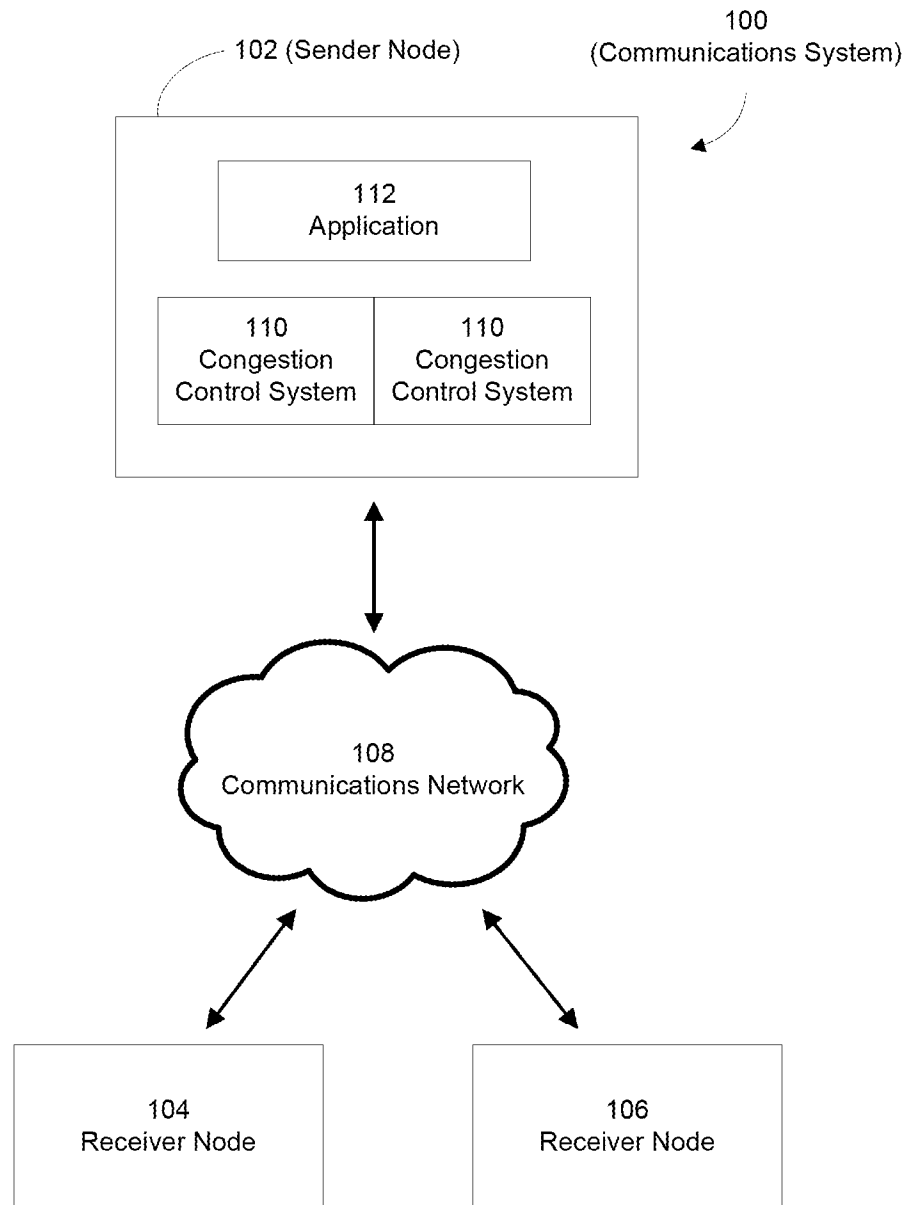 102 (Sender Node)
100
(Communications System)
112
Application
110
Congestion
Control System
110
Congestion
Control System
108
Communications Network
104
Receiver Node
106
Receiver Node